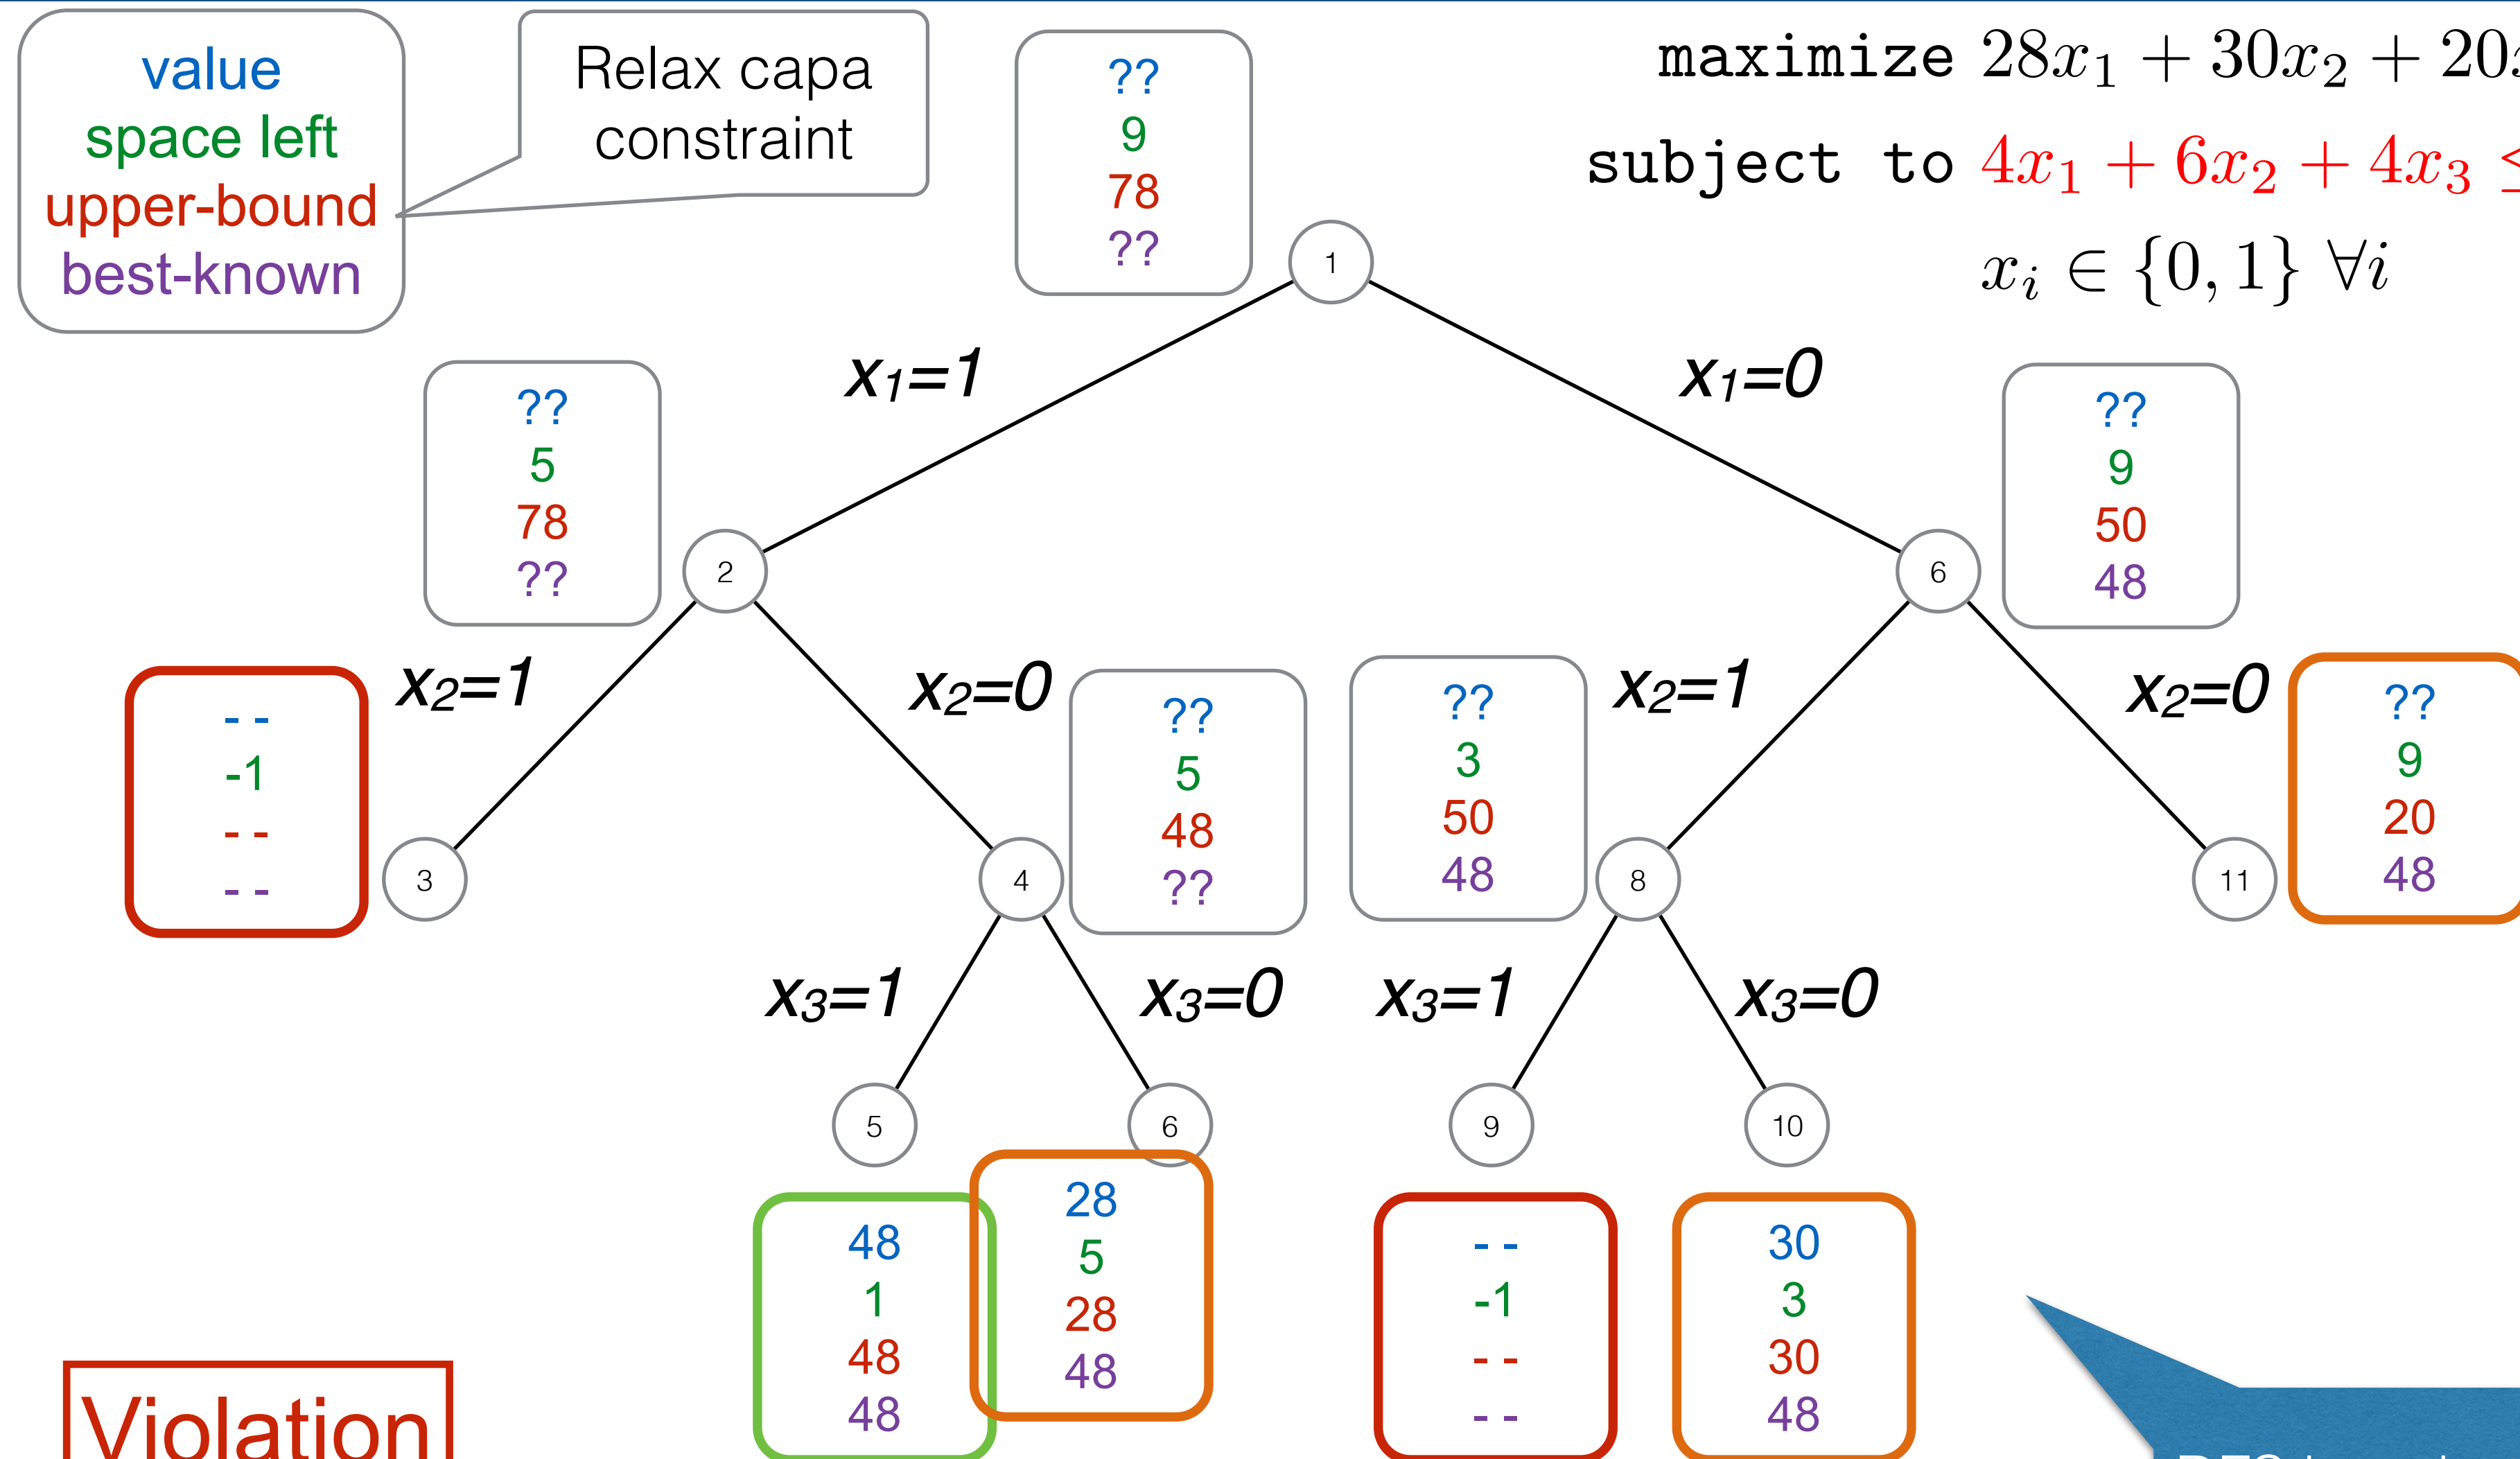 value
space left
upper-bound
best-known
Relax capa
constraint
??
9
78
??
maximize 28x₁ + 30x₂ + 20
subject to 4x₁ + 6x₂ + 4x₃ ≤
xᵢ ∈ {0, 1} ∀i
1
x₁=1
x₁=0
??
5
78
??
2
6
??
9
50
48
x₂=1
x₂=0
x₂=1
x₂=0
- -
-1
- -
- -
3
4
??
5
48
??
??
3
50
48
8
11
??
9
20
48
x₃=1
x₃=0
x₃=1
x₃=0
5
6
9
10
48
1
48
48
28
5
28
48
- -
-1
- -
- -
30
3
30
48
Violation